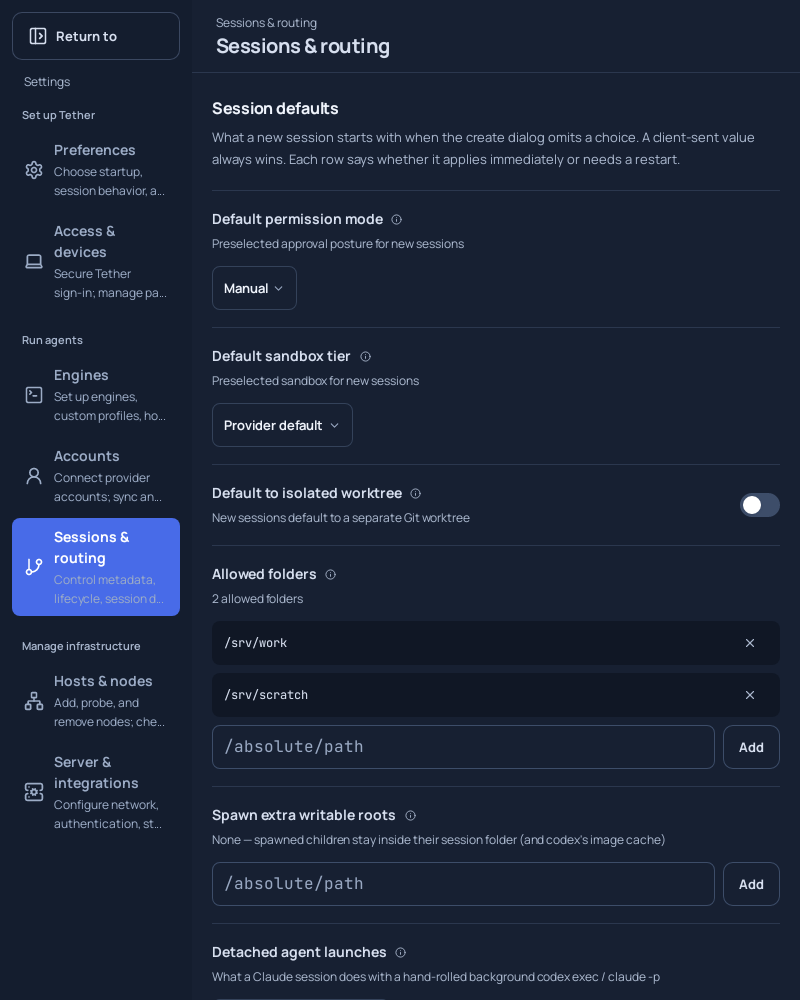 Return to
Settings
Set up Tether
Preferences
Choose startup,
session behavior, a...
Access &
devices
Secure Tether
sign-in; manage pa...
Run agents
Engines
Set up engines,
custom profiles, ho...
Accounts
Connect provider
accounts; sync an...
Sessions &
routing
Control metadata,
lifecycle, session d...
Manage infrastructure
Hosts & nodes
Add, probe, and
remove nodes; che...
Server &
integrations
Configure network,
authentication, st...
Sessions & routing
Sessions & routing
Session defaults
What a new session starts with when the create dialog omits a choice. A client-sent value
always wins. Each row says whether it applies immediately or needs a restart.
Default permission mode
Preselected approval posture for new sessions
Manual
Default sandbox tier
Preselected sandbox for new sessions
Provider default
Default to isolated worktree
New sessions default to a separate Git worktree
Allowed folders
2 allowed folders
/srv/work
/srv/scratch
/absolute/path
Add
Spawn extra writable roots
None — spawned children stay inside their session folder (and codex's image cache)
/absolute/path
Add
Detached agent launches
What a Claude session does with a hand-rolled background codex exec / claude -p